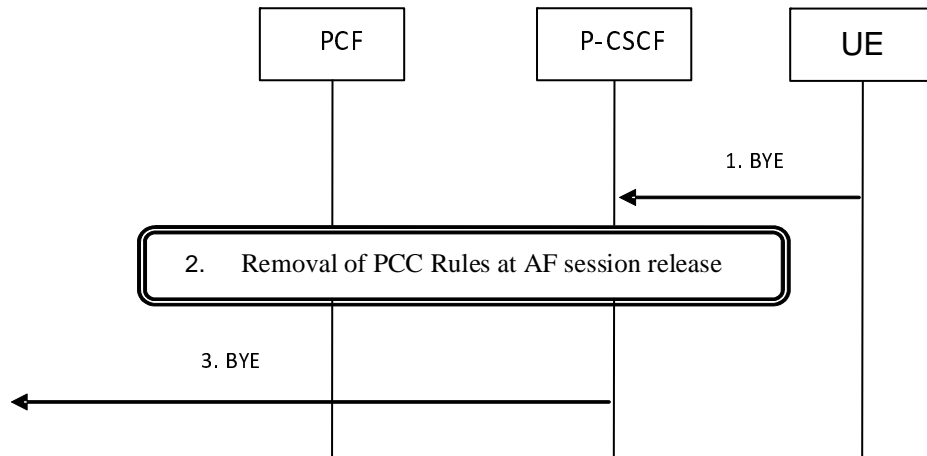 PCF
P-CSCF
UE
1. BYE
2. Removal of PCC Rules at AF session release
3. BYE